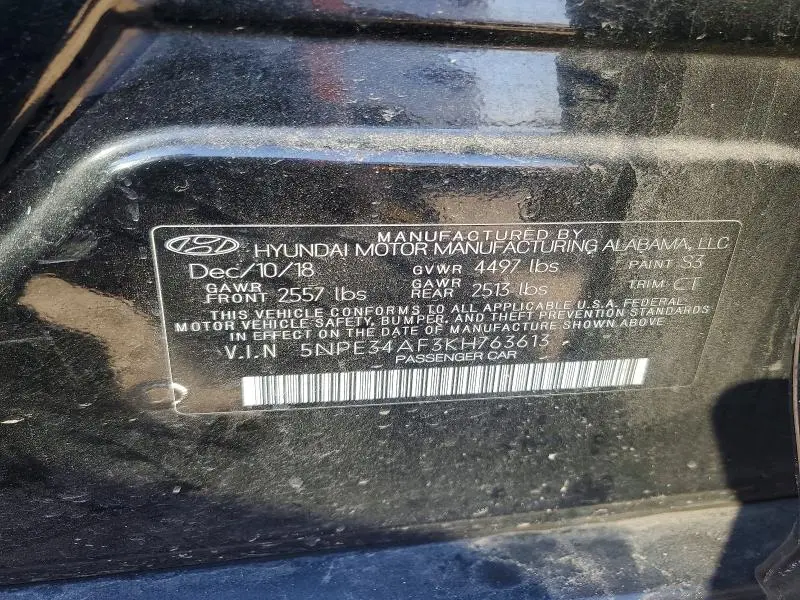 MANUFACTURED BY
HYUNDAI MOTOR MANUFACTURING ALABAMA, LLC
Dec/10/18 GVWR 4497 lbs PAINT S3
GAWR FRONT 2557 lbs GAWR REAR 2513 lbs TRIM CT
THIS VEHICLE CONFORMS TO ALL APPLICABLE U.S.A. FEDERAL
MOTOR VEHICLE SAFETY, BUMPER, AND THEFT PREVENTION STANDARDS
IN EFFECT ON THE DATE OF MANUFACTURE SHOWN ABOVE
V.I.N 5NPE34AF3KH763613
PASSENGER CAR